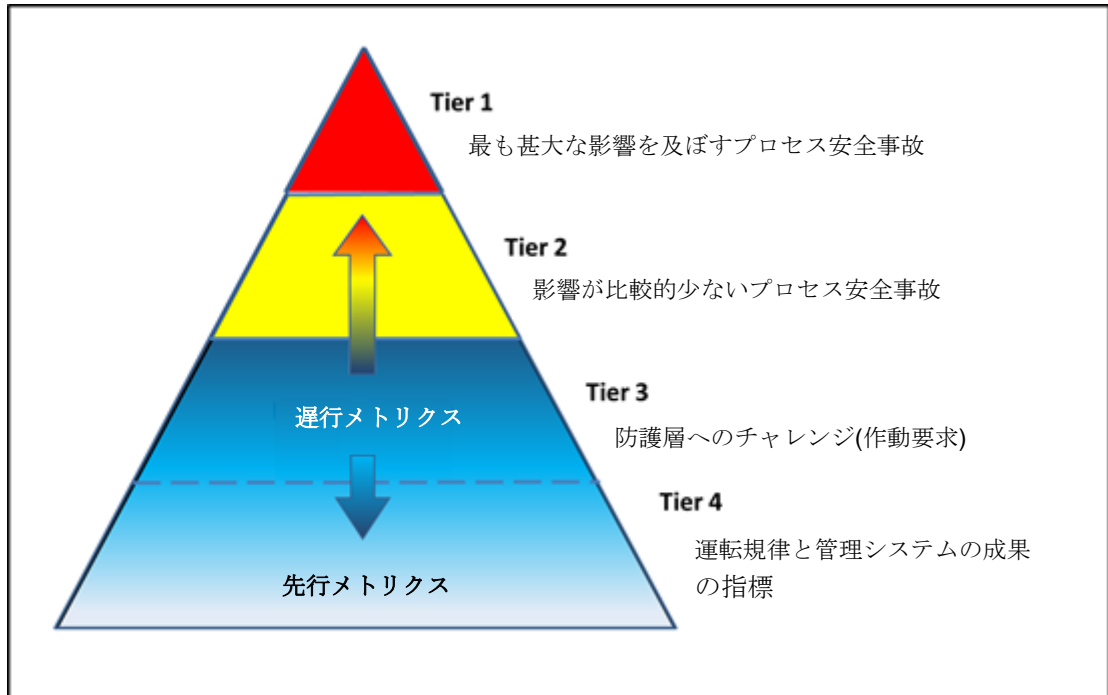 Tier 1
最も甚大な影響を及ぼすプロセス安全事故
Tier 2
影響が比較的少ないプロセス安全事故
Tier 3
遅行メトリクス
防護層へのチャレンジ(作動要求)
Tier 4
運転規律と管理システムの成果
の指標
先行メトリクス